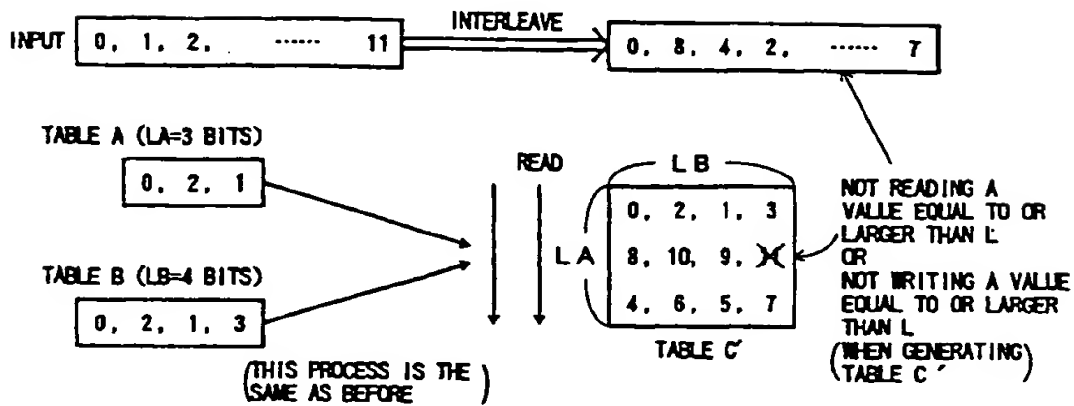 INTERLEAVE
INPUT 0, 1, 2, ...... 11 0, 8, 4, 2, ...... 7
TABLE A (LA=3 BITS)
0, 2, 1
READ
LB
LA
0, 2, 1, 3
8, 10, 9,
4, 6, 5, 7
TABLE C´
TABLE B (LB=4 BITS)
0, 2, 1, 3
(THIS PROCESS IS THE
SAME AS BEFORE)
NOT READING A
VALUE EQUAL TO OR
LARGER THAN L
OR
NOT WRITING A VALUE
EQUAL TO OR LARGER
THAN L
(WHEN GENERATING
TABLE C´)